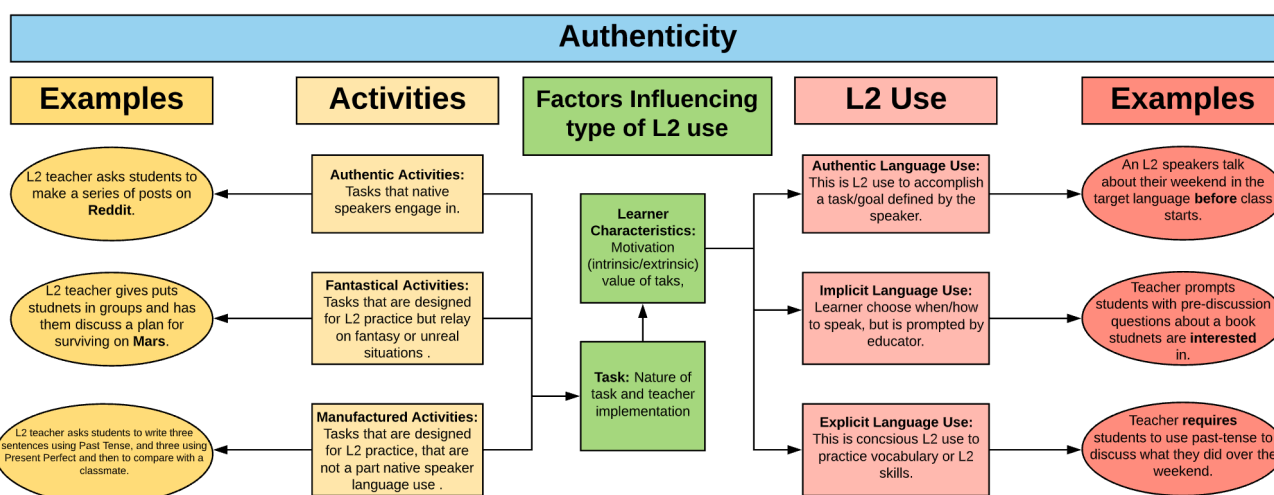 Authenticity
Examples
Activities
Factors Influencing
type of L2 use
L2 Use
Examples
L2 teacher asks students to
make a series of posts on
Reddit.
Authentic Activities:
Tasks that native
speakers engage in.
Learner
Characteristics:
Motivation
(intrinsic/extrinsic)
value of taks,
Authentic Language Use:
This is L2 use to accomplish
a task/goal defined by the
speaker.
An L2 speakers talk
about their weekend in the
target language before class
starts.
L2 teacher gives puts
studnets in groups and has
them discuss a plan for
surviving on Mars.
Fantastical Activities:
Tasks that are designed
for L2 practice but relay
on fantasy or unreal
situations .
Implicit Language Use:
Learner choose when/how
to speak, but is prompted by
educator.
Teacher prompts
students with pre-discussion
questions about a book
studnets are interested
in.
Task: Nature of
task and teacher
implementation
L2 teacher asks students to write three
sentences using Past Tense, and three using
Present Perfect and then to compare with a
classmate.
Manufactured Activities:
Tasks that are designed
for L2 practice, that are
not a part native speaker
language use .
Explicit Language Use:
This is concsious L2 use to
practice vocabulary or L2
skills.
Teacher requires
students to use past-tense to
discuss what they did over the
weekend.